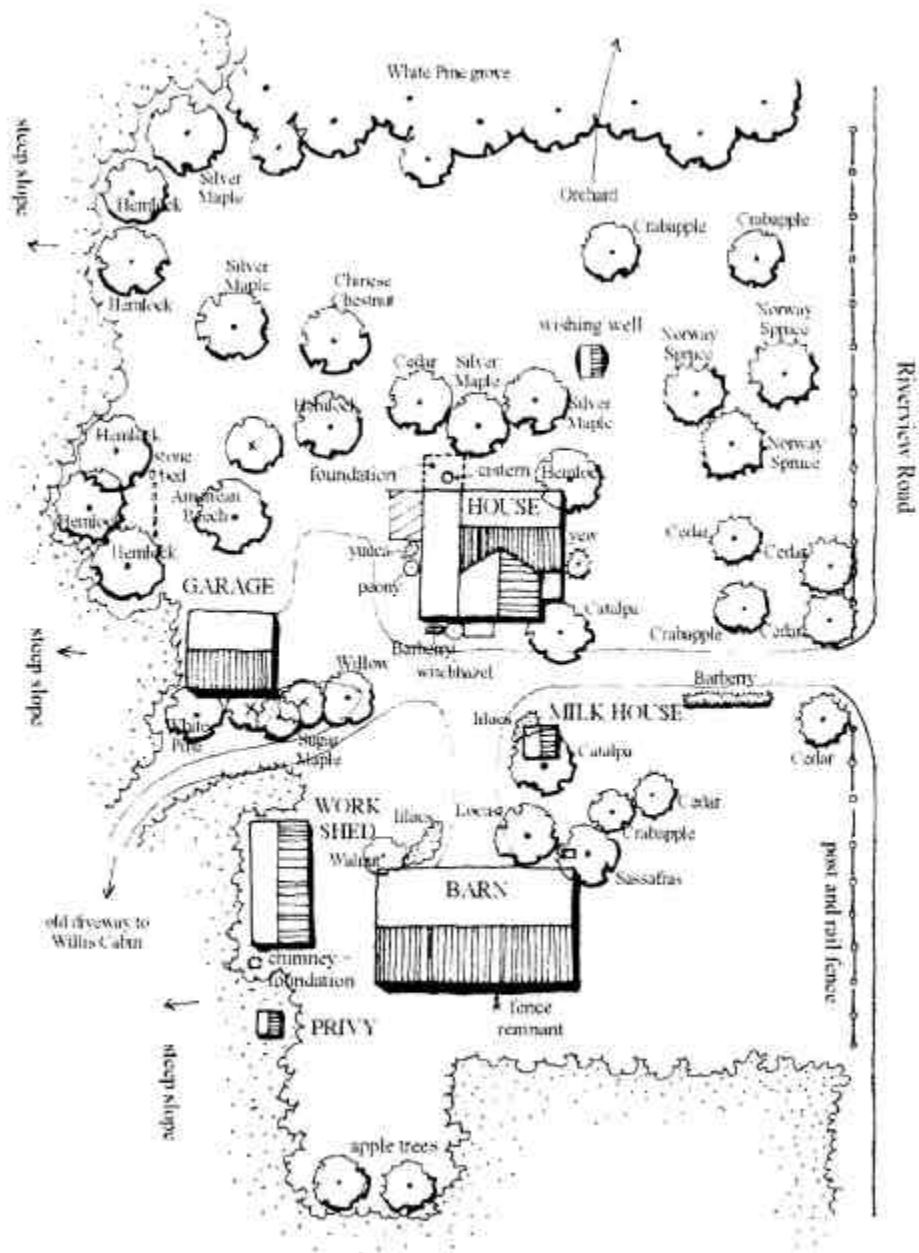 White Pine grove
steep slope
Silver
Maple
Hemlock
Orchard
Crabapple
Crabapple
Hemlock
Silver
Maple
Chinese
Chestnut
wishing well
Norway
Spruce
Norway
Spruce
Riverview Road
Cedar
Silver
Maple
Hemlock
Silver
Maple
Hemlock
stone
bed
foundation
cistern
Hemlock
Norway
Spruce
American
Beech
HOUSE
Hemlock
Hemlock
yucca
yew
Cedar
Cedar
GARAGE
peony
Catalpa
Crabapple
Cedar
steep slope
Barberry
witchhazel
Willow
Barberry
lilacs
MILK HOUSE
White
Pine
Sugar
Maple
Catalpa
Cedar
WORK
SHED
lilacs
Locust
Cedar
Crabapple
Walnut
Sassafras
BARN
post and rail fence
old driveway to
Willis Cabin
chimney -
foundation
fence
remnant
PRIVY
steep slope
apple trees